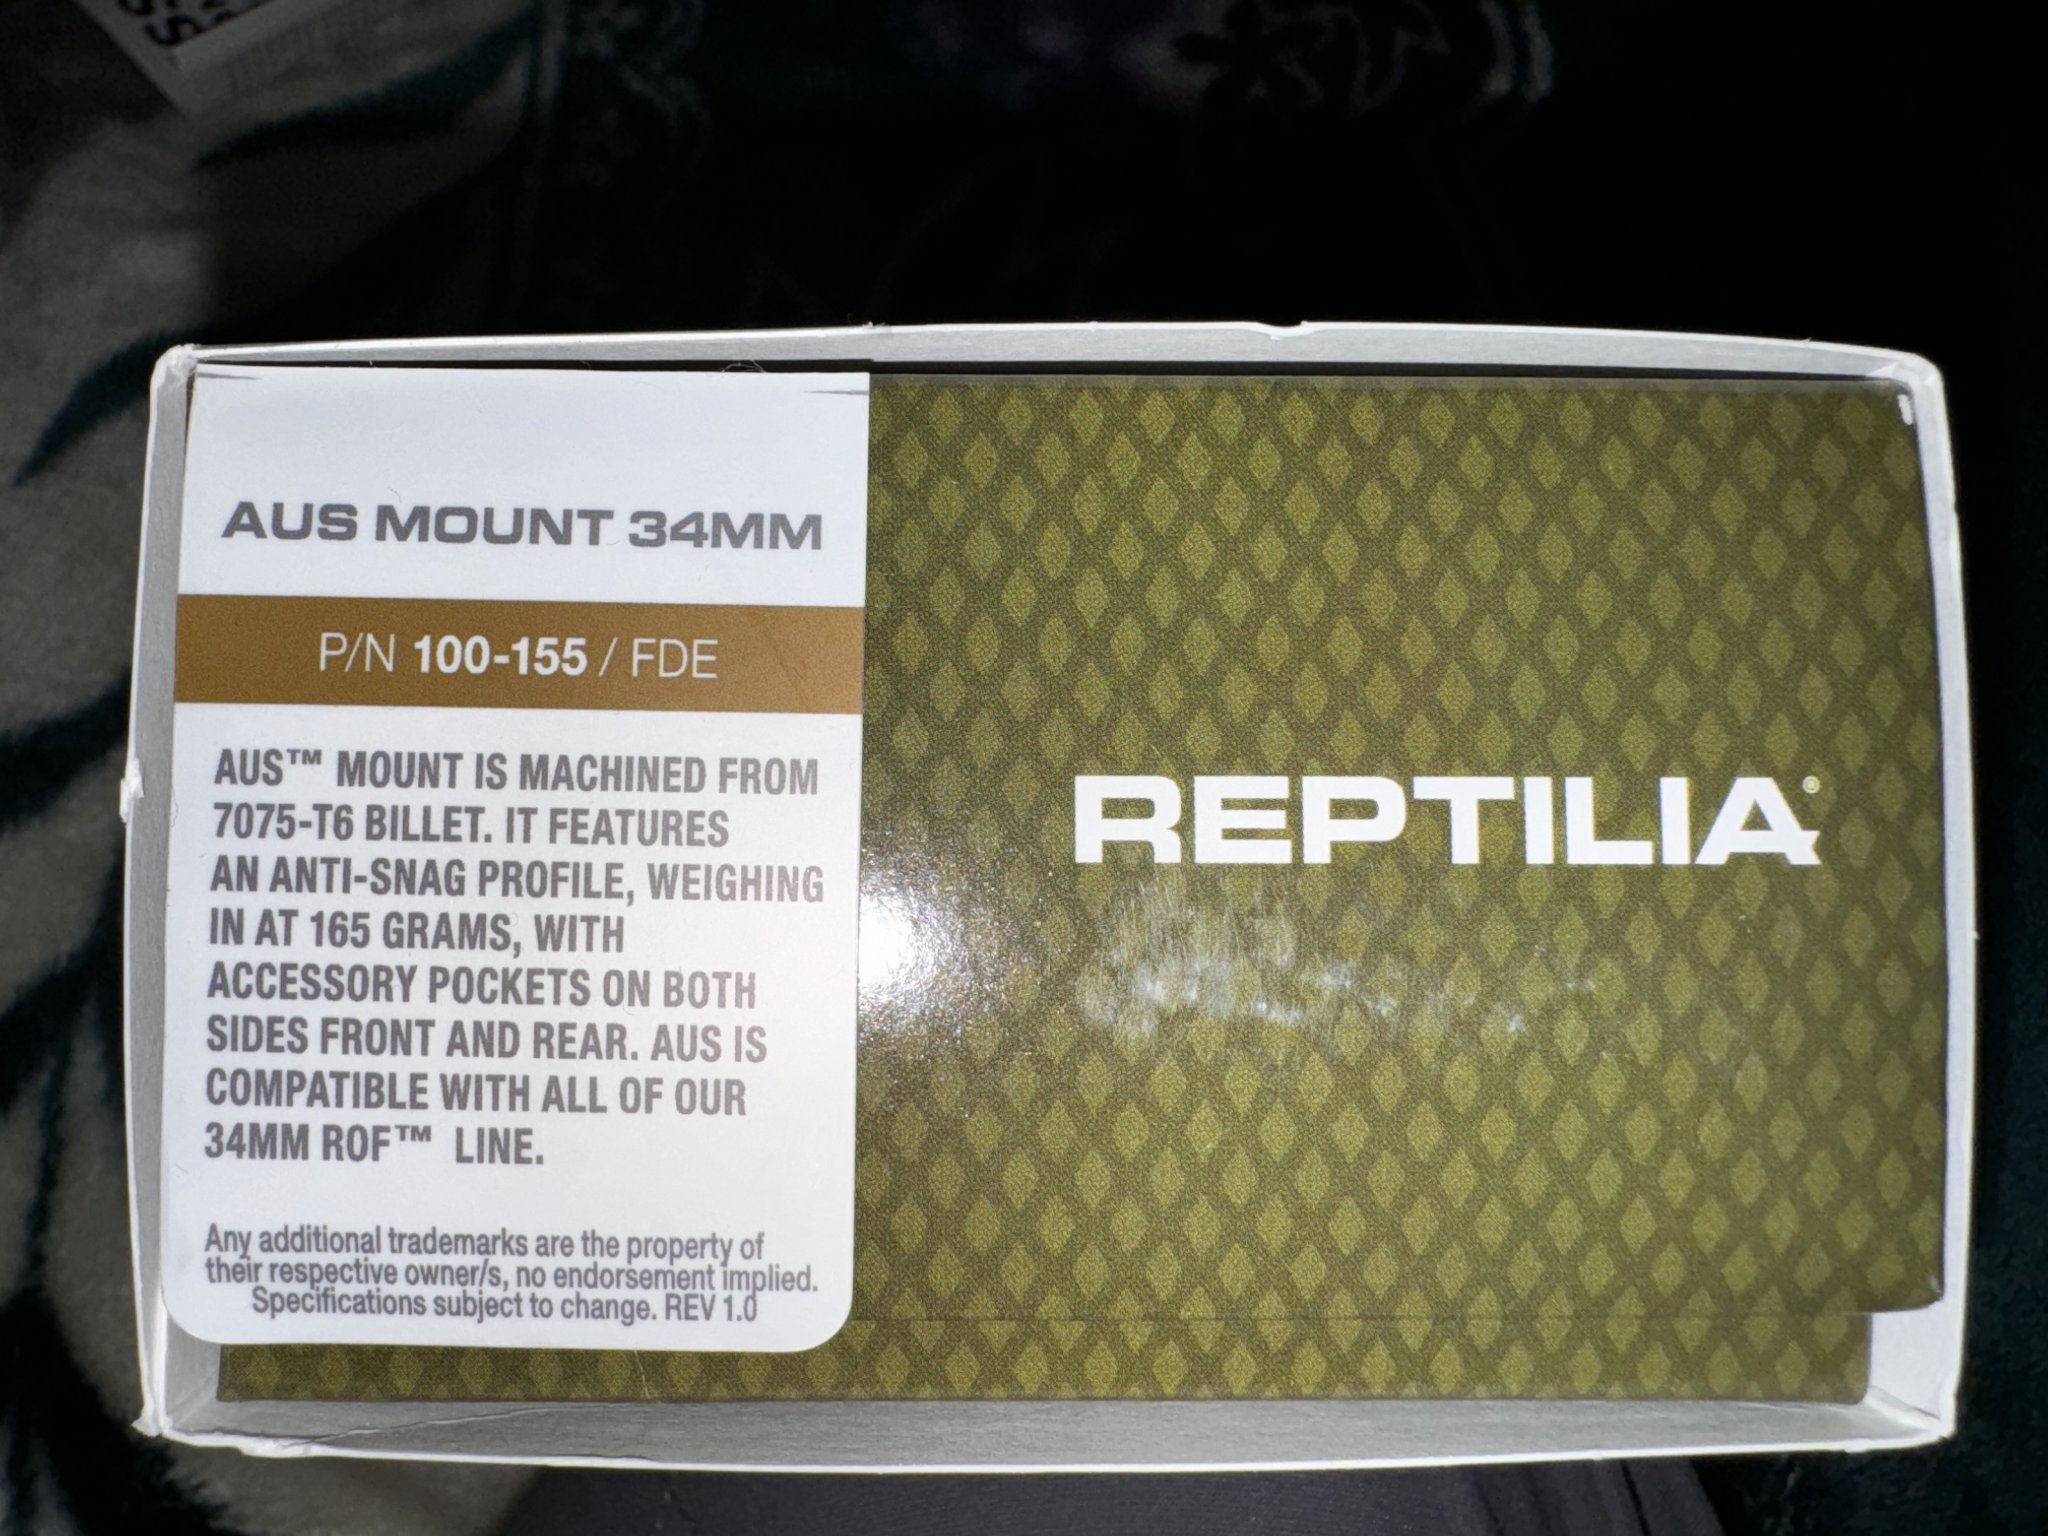 AUS MOUNT 34MM
P/N 100-155 / FDE
AUS™ MOUNT IS MACHINED FROM
7075-T6 BILLET. IT FEATURES
AN ANTI-SNAG PROFILE, WEIGHING
IN AT 165 GRAMS, WITH
ACCESSORY POCKETS ON BOTH
SIDES FRONT AND REAR. AUS IS
COMPATIBLE WITH ALL OF OUR
34MM ROF™ LINE.
Any additional trademarks are the property of
their respective owner/s, no endorsement implied.
Specifications subject to change. REV 1.0
REPTILIA®